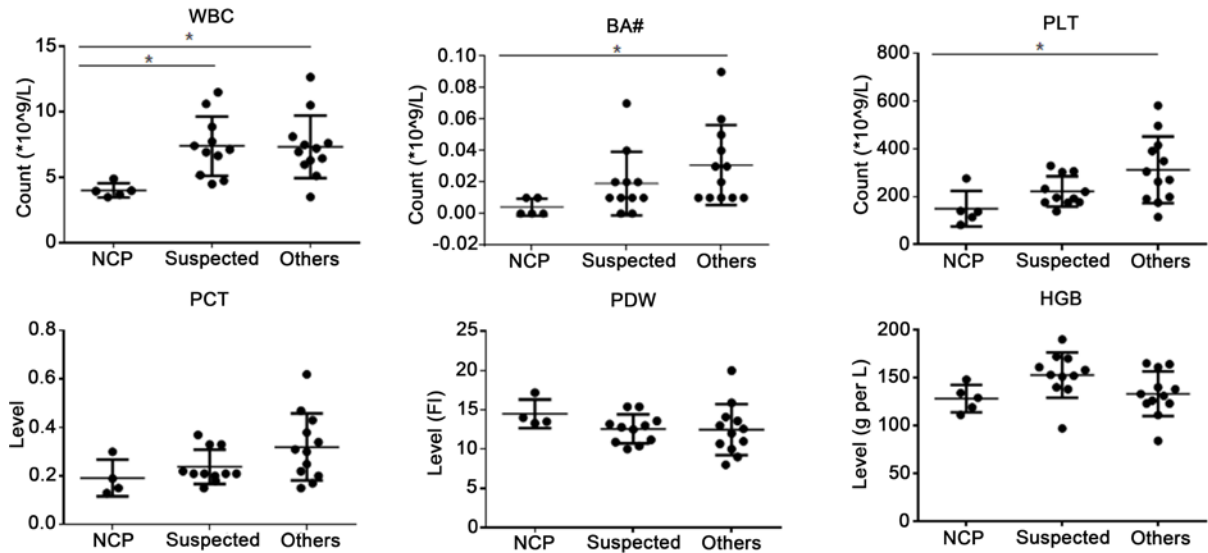 WBC
*
*
15
10
5
0
Count (*10^9/L)
NCP Suspected Others
BA#
*
0.10
0.08
0.06
0.04
0.02
0.00
-0.02
Count (*10^9/L)
NCP Suspected Others
PLT
*
800
600
400
200
0
Count (*10^9/L)
NCP Suspected Others
PCT
0.8
0.6
0.4
0.2
0.0
Level
NCP Suspected Others
PDW
25
20
15
10
5
0
Level (FI)
NCP Suspected Others
HGB
200
150
100
50
0
Level (g per L)
NCP Suspected Others